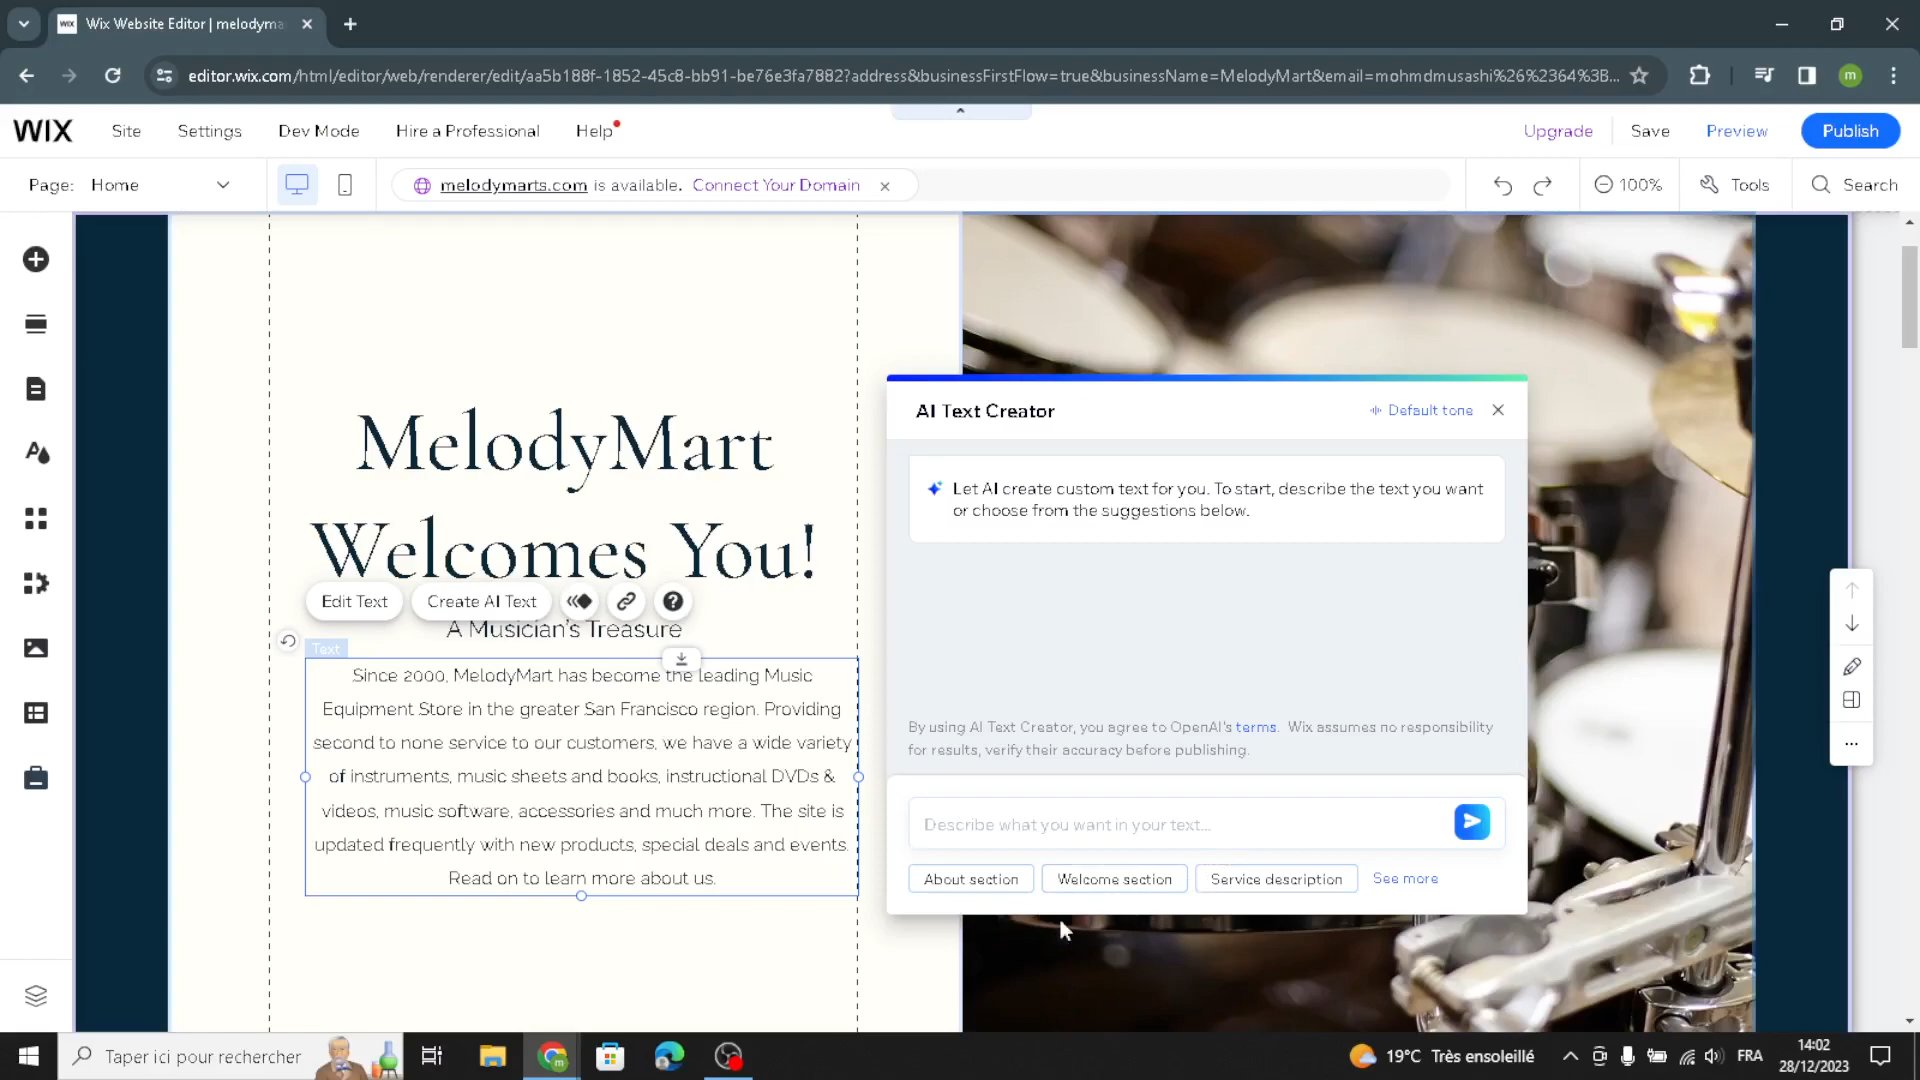 Wix Website Editor | melodyma
editor.wix.com/html/editor/web/renderer/edit/aa5b188f-1852-45c8-bb91-be76e3fa7882?address&businessFirstFlow=true&businessName=MelodyMart&email=mohmdmusashi%26%2364%3B...
m
WIX
Site
Settings
Dev Mode
Hire a Professional
Help
Upgrade
Save
Preview
Publish
Page: Home
melodymarts.com is available. Connect Your Domain
100%
Tools
Search
MelodyMart
Welcomes You!
Edit Text
Create AI Text
A Musician's Treasure
Text
Since 2000, MelodyMart has become the leading Music
Equipment Store in the greater San Francisco region. Providing
second to none service to our customers, we have a wide variety
of instruments, music sheets and books, instructional DVDs &
videos, music software, accessories and much more. The site is
updated frequently with new products, special deals and events.
Read on to learn more about us.
AI Text Creator
Default tone
Let AI create custom text for you. To start, describe the text you want
or choose from the suggestions below.
By using AI Text Creator, you agree to OpenAI's terms. Wix assumes no responsibility
for results, verify their accuracy before publishing.
Describe what you want in your text...
About section
Welcome section
Service description
See more
Taper ici pour rechercher
19°C Très ensoleillé
FRA
14:02
28/12/2023